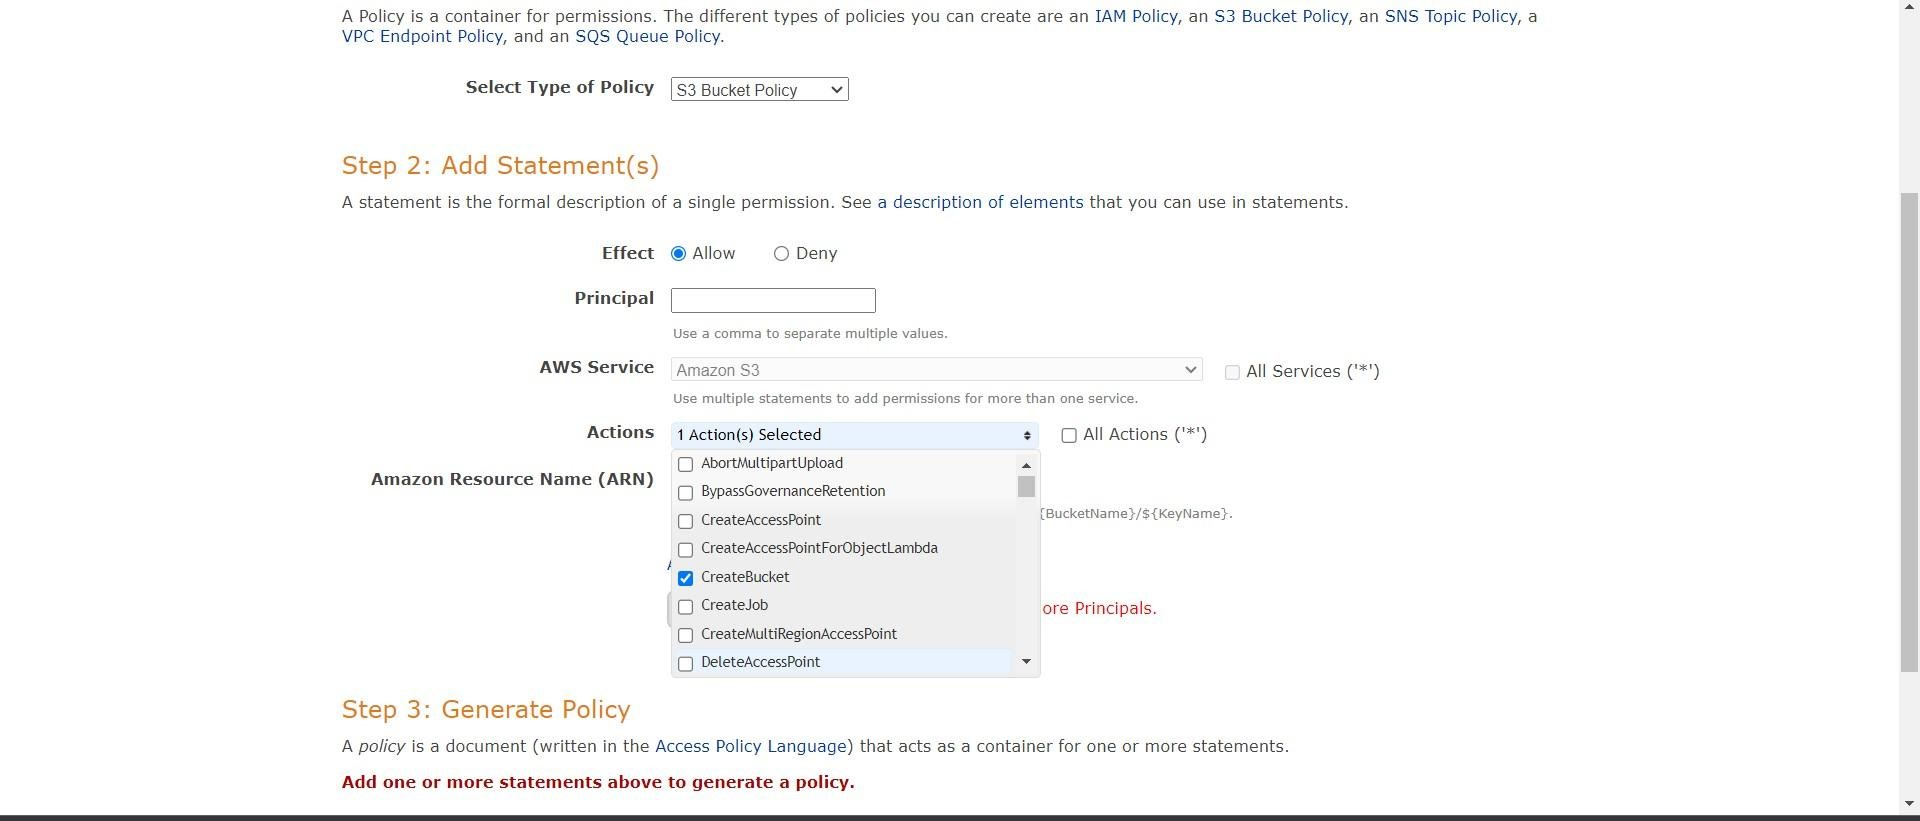 A Policy is a container for permissions. The different types of policies you can create are an IAM Policy, an S3 Bucket Policy, an SNS Topic Policy, a
VPC Endpoint Policy, and an SQS Queue Policy.
Select Type of Policy S3 Bucket Policy
Step 2: Add Statement(s)
A statement is the formal description of a single permission. See a description of elements that you can use in statements.
Effect Allow Deny
Principal
Use a comma to separate multiple values.
AWS Service Amazon S3 All Services ('*')
Use multiple statements to add permissions for more than one service.
Actions 1 Action(s) Selected All Actions ('*')
AbortMultipartUpload
Amazon Resource Name (ARN)
BypassGovernanceRetention
{BucketName}/${KeyName}.
CreateAccessPoint
CreateAccessPointForObjectLambda
CreateBucket
CreateJob
ore Principals.
CreateMultiRegionAccessPoint
DeleteAccessPoint
Step 3: Generate Policy
A policy is a document (written in the Access Policy Language) that acts as a container for one or more statements.
Add one or more statements above to generate a policy.